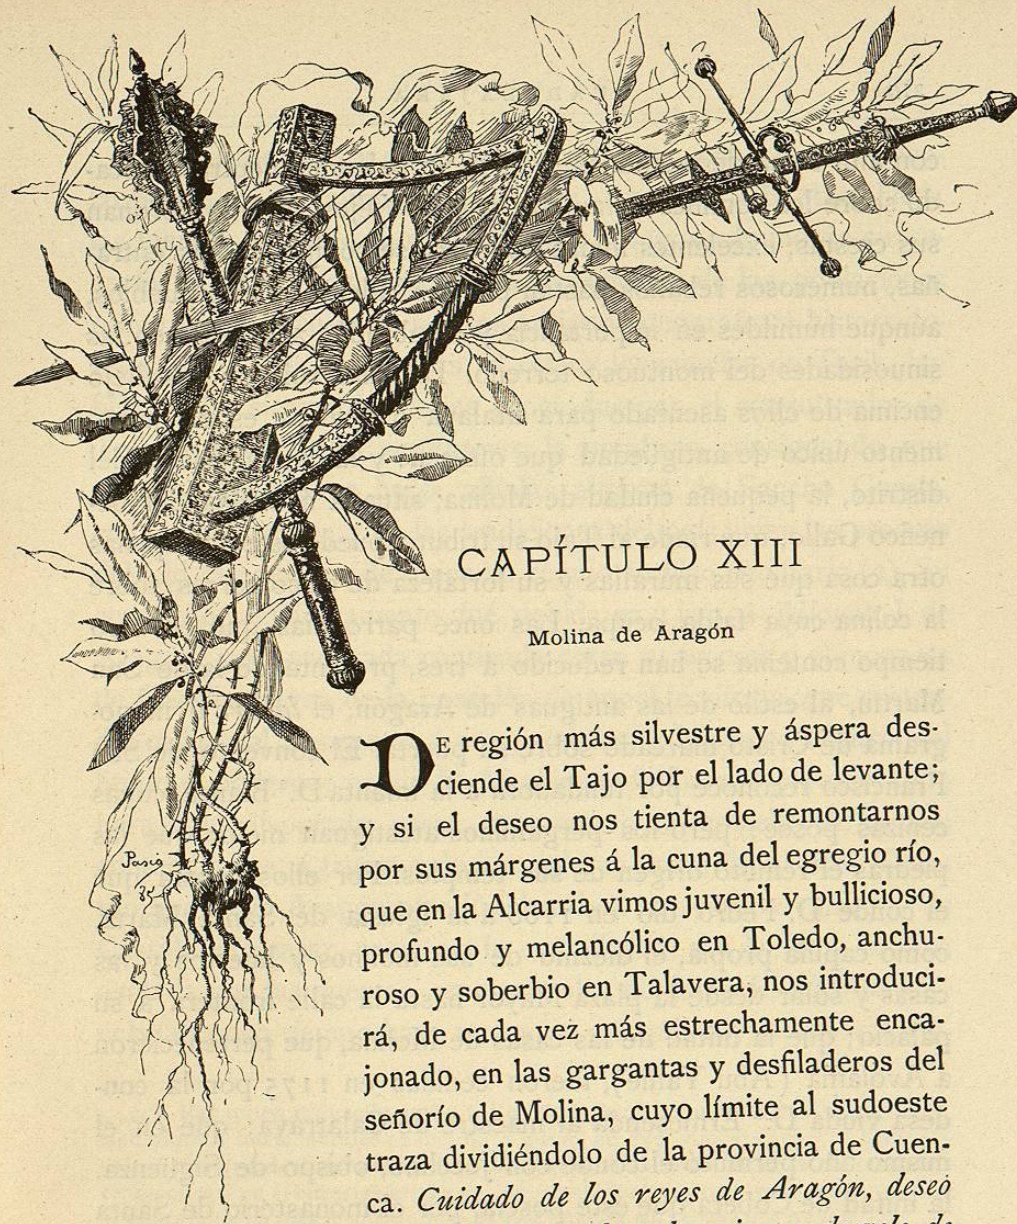 CAPÍTULO XIII
Molina de Aragón
DE región más silvestre y áspera des-
ciende el Tajo por el lado de levante;
y si el deseo nos tienta de remontarnos
por sus márgenes á la cuna del egregio río,
que en la Alcarria vimos juvenil y bullicioso,
profundo y melancólico en Toledo, anchu-
roso y soberbio en Talavera, nos introduci-
rá, de cada vez más estrechamente enca-
jonado, en las gargantas y desfiladeros del
señorío de Molina, cuyo límite al sudoeste
traza dividiéndolo de la provincia de Cuen-
ca. Cuidado de los reyes de Aragón, deseo